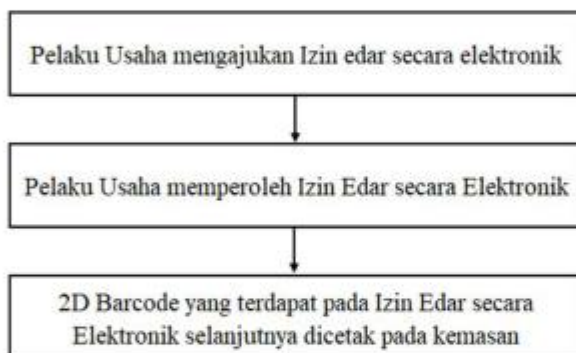 Pelaku Usaha mengajukan Izin edar secara elektronik
Pelaku Usaha memperoleh Izin Edar secara Elektronik
2D Barcode yang terdapat pada Izin Edar secara
Elektronik selanjutnya dicetak pada kemasan